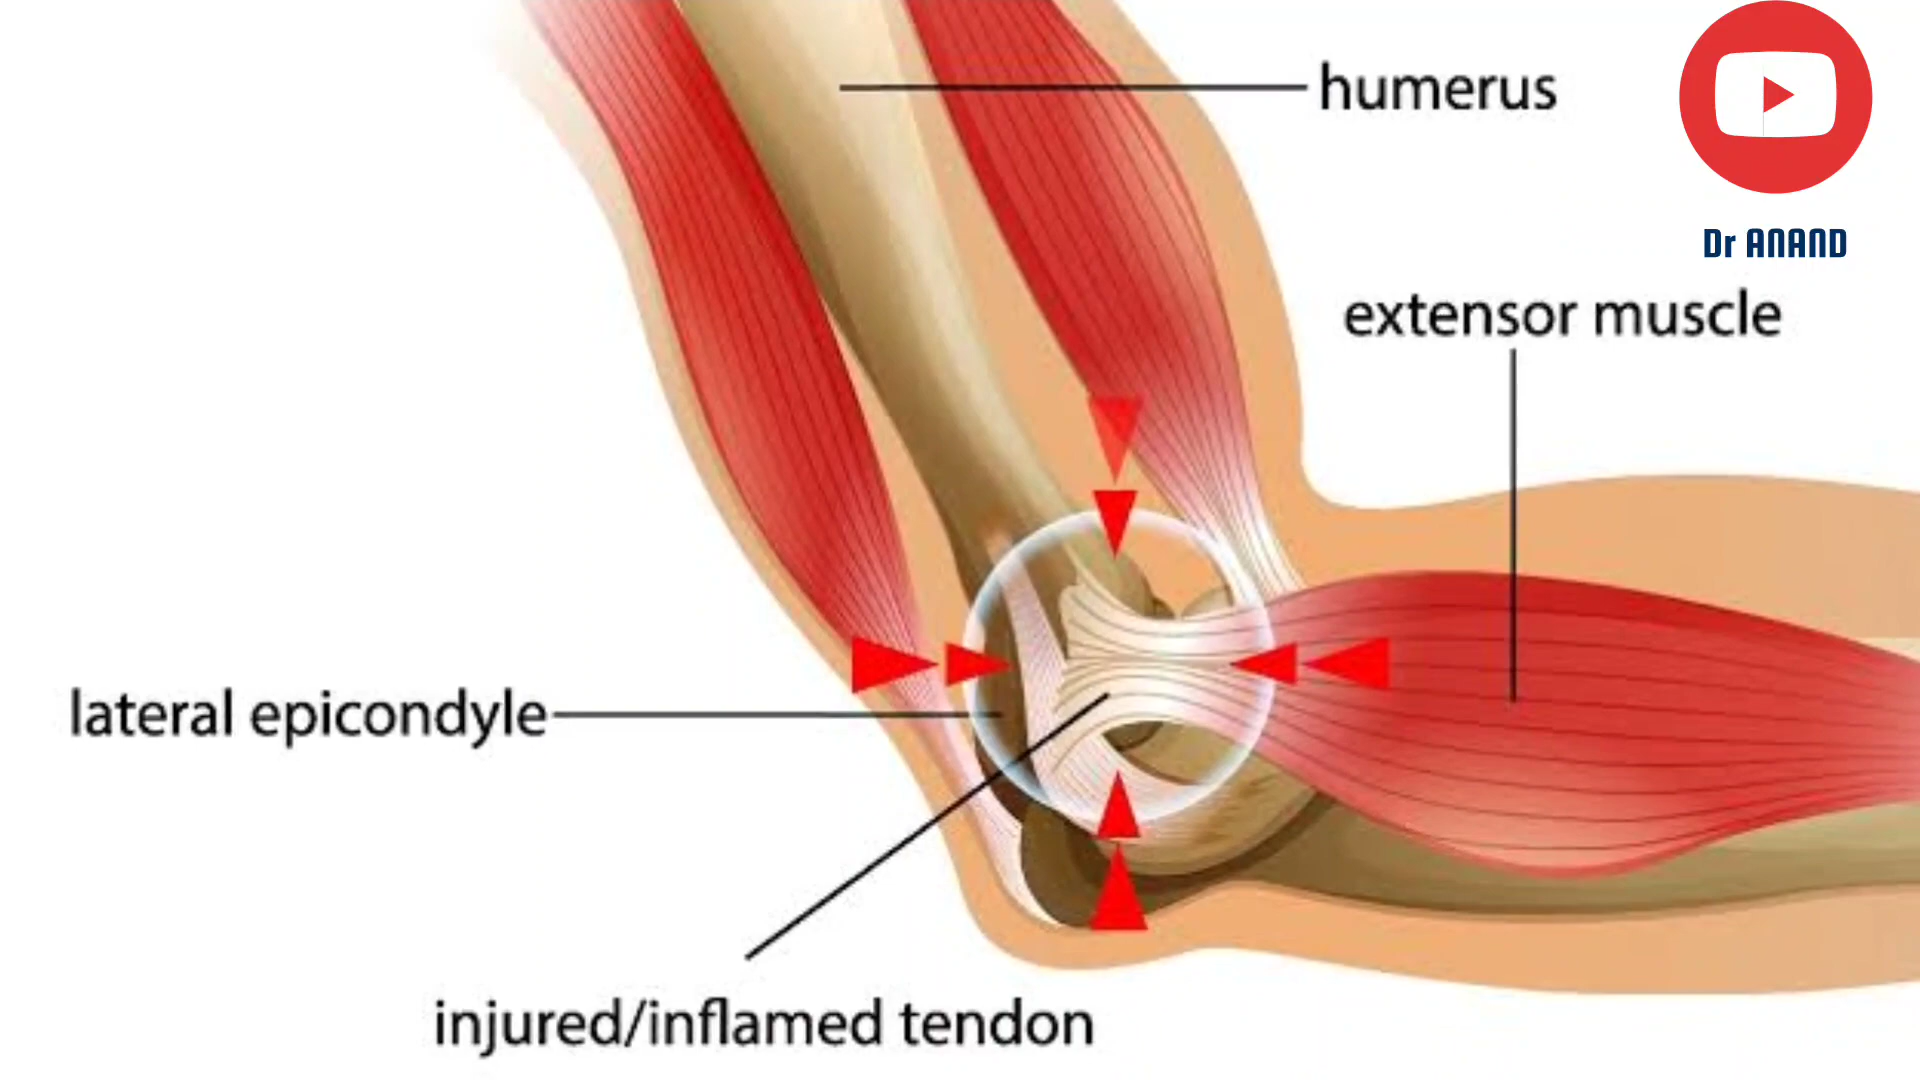 humerus
Dr ANAND
extensor muscle
lateral epicondyle
injured/inflamed tendon